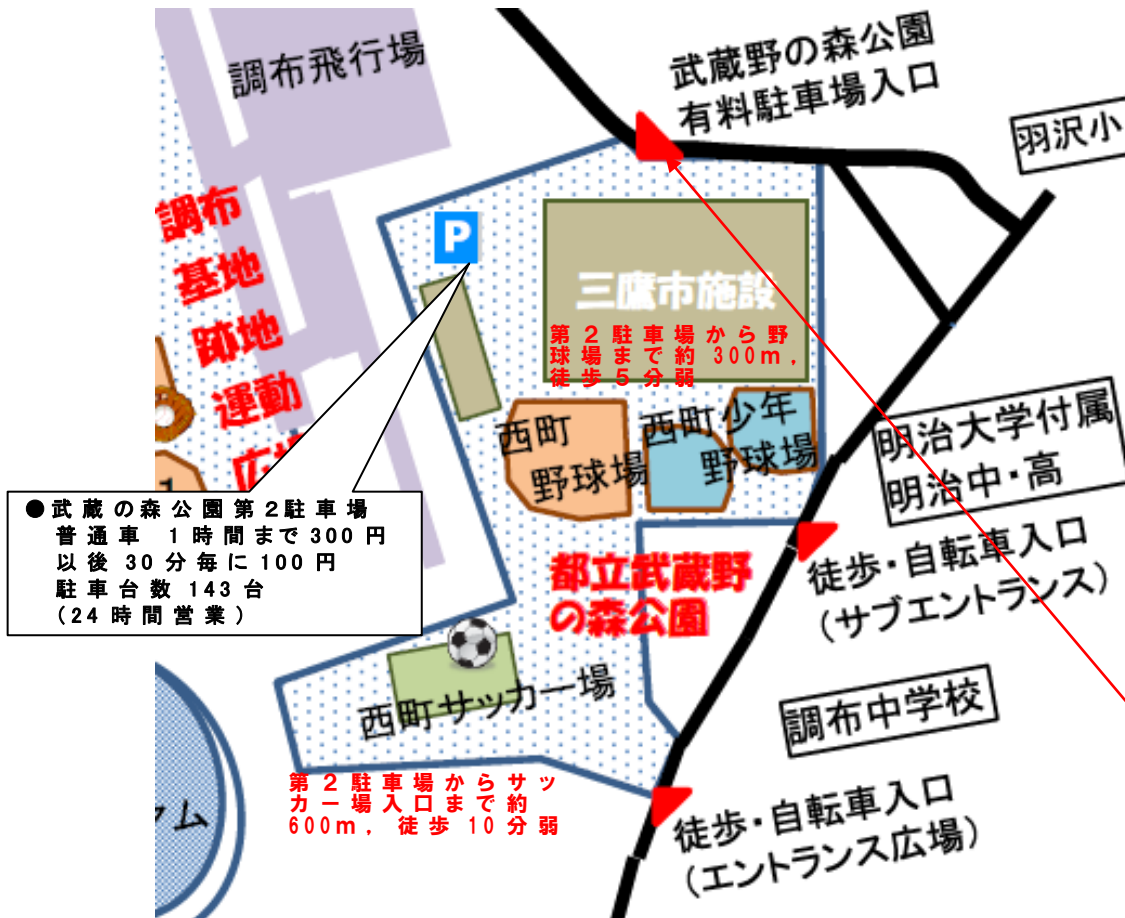 調布飛行場
武蔵野の森公園
有料駐車場入口
羽沢小
調布
基地
跡地
運動
P
三鷹市施設
第2駐車場から野
球場まで約300m,
徒歩5分弱
西町
野球場
西町少年
野球場
明治大学付属
明治中・高
●武蔵の森公園第2駐車場
普通車 1時間まで300円
以後30分毎に100円
駐車台数143台
(24時間営業)
都立武蔵野
の森公園
徒歩・自転車入口
(サブエントランス)
西町サッカー場
調布中学校
第2駐車場からサッ
カー場入口まで約
600m, 徒歩10分弱
ム
徒歩・自転車入口
(エントランス広場)